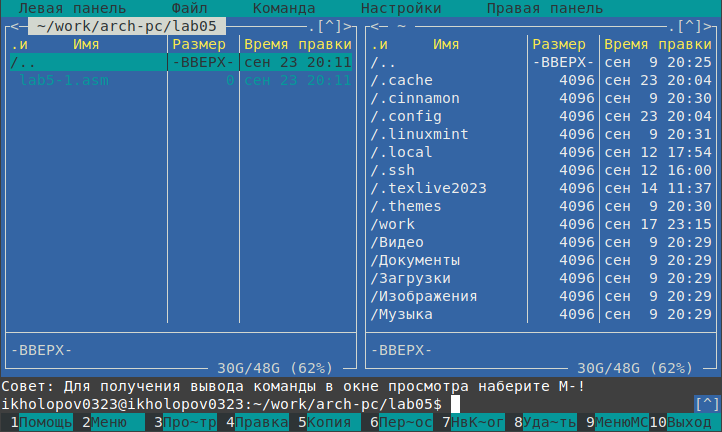 Левая панель Файл Команда Настройки Правая панель
<─ ~/work/arch-pc/lab05 .[^]>
.и Имя Размер Время правки
/.. -ВВЕРХ- сен 23 20:11
lab5-1.asm 0 сен 23 20:11
-ВВЕРХ-
30G/48G (62%)
<─ ~ .[^]>
.и Имя Размер Время правки
/.. -ВВЕРХ- сен 9 20:25
/.cache 4096 сен 23 20:04
/.cinnamon 4096 сен 9 20:30
/.config 4096 сен 23 20:04
/.linuxmint 4096 сен 9 20:31
/.local 4096 сен 12 17:54
/.ssh 4096 сен 12 16:00
/.texlive2023 4096 сен 14 11:37
/.themes 4096 сен 9 20:30
/work 4096 сен 17 23:15
/Видео 4096 сен 9 20:29
/Документы 4096 сен 9 20:29
/Загрузки 4096 сен 9 20:29
/Изображения 4096 сен 9 20:29
/Музыка 4096 сен 9 20:29
-ВВЕРХ-
30G/48G (62%)
Совет: Для получения вывода команды в окне просмотра наберите M-!
ikholopov0323@ikholopov0323:~/work/arch-pc/lab05$ [^]
1Помощь 2Меню 3Про~тр 4Правка 5Копия 6Пер~ос 7НвК~ог 8Уда~ть 9МенюМС 10Выход